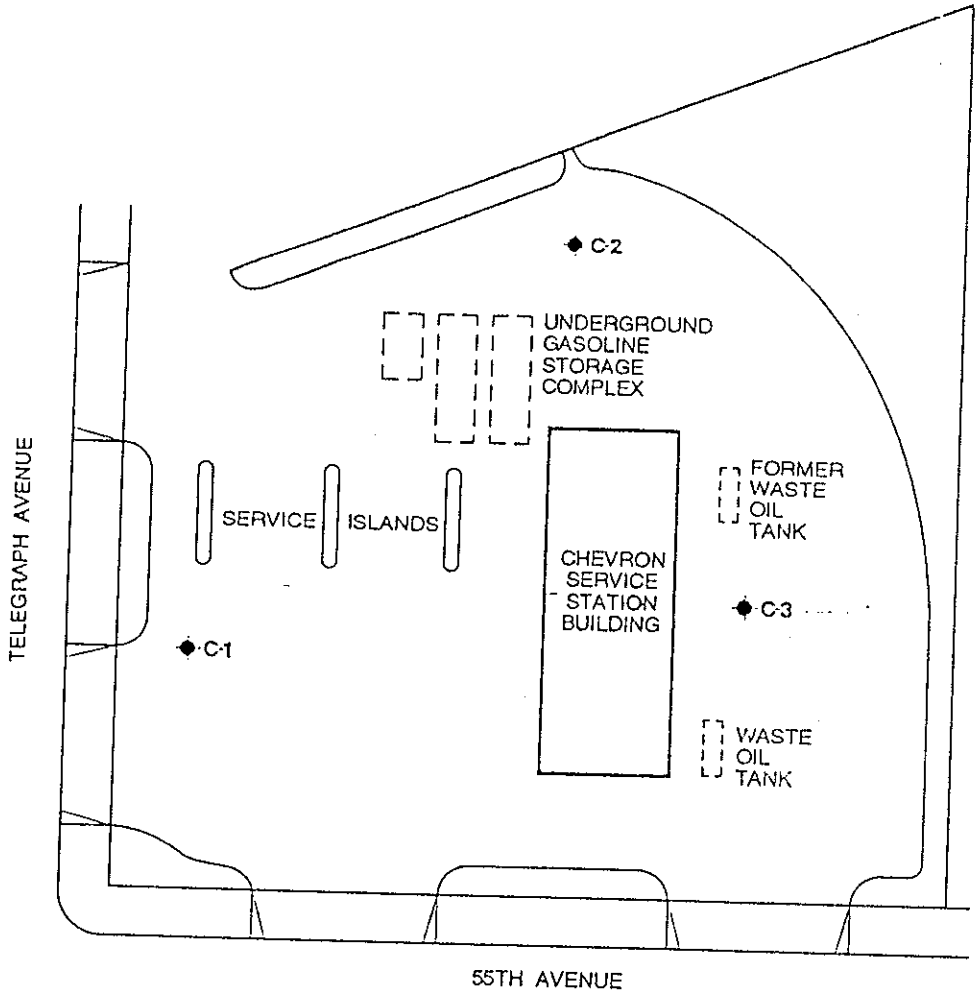 C-2
UNDERGROUND
GASOLINE
STORAGE
COMPLEX
TELEGRAPH AVENUE
SERVICE ISLANDS
FORMER
WASTE
OIL
TANK
CHEVRON
SERVICE
STATION
BUILDING
C-3
C-1
WASTE
OIL
TANK
55TH AVENUE